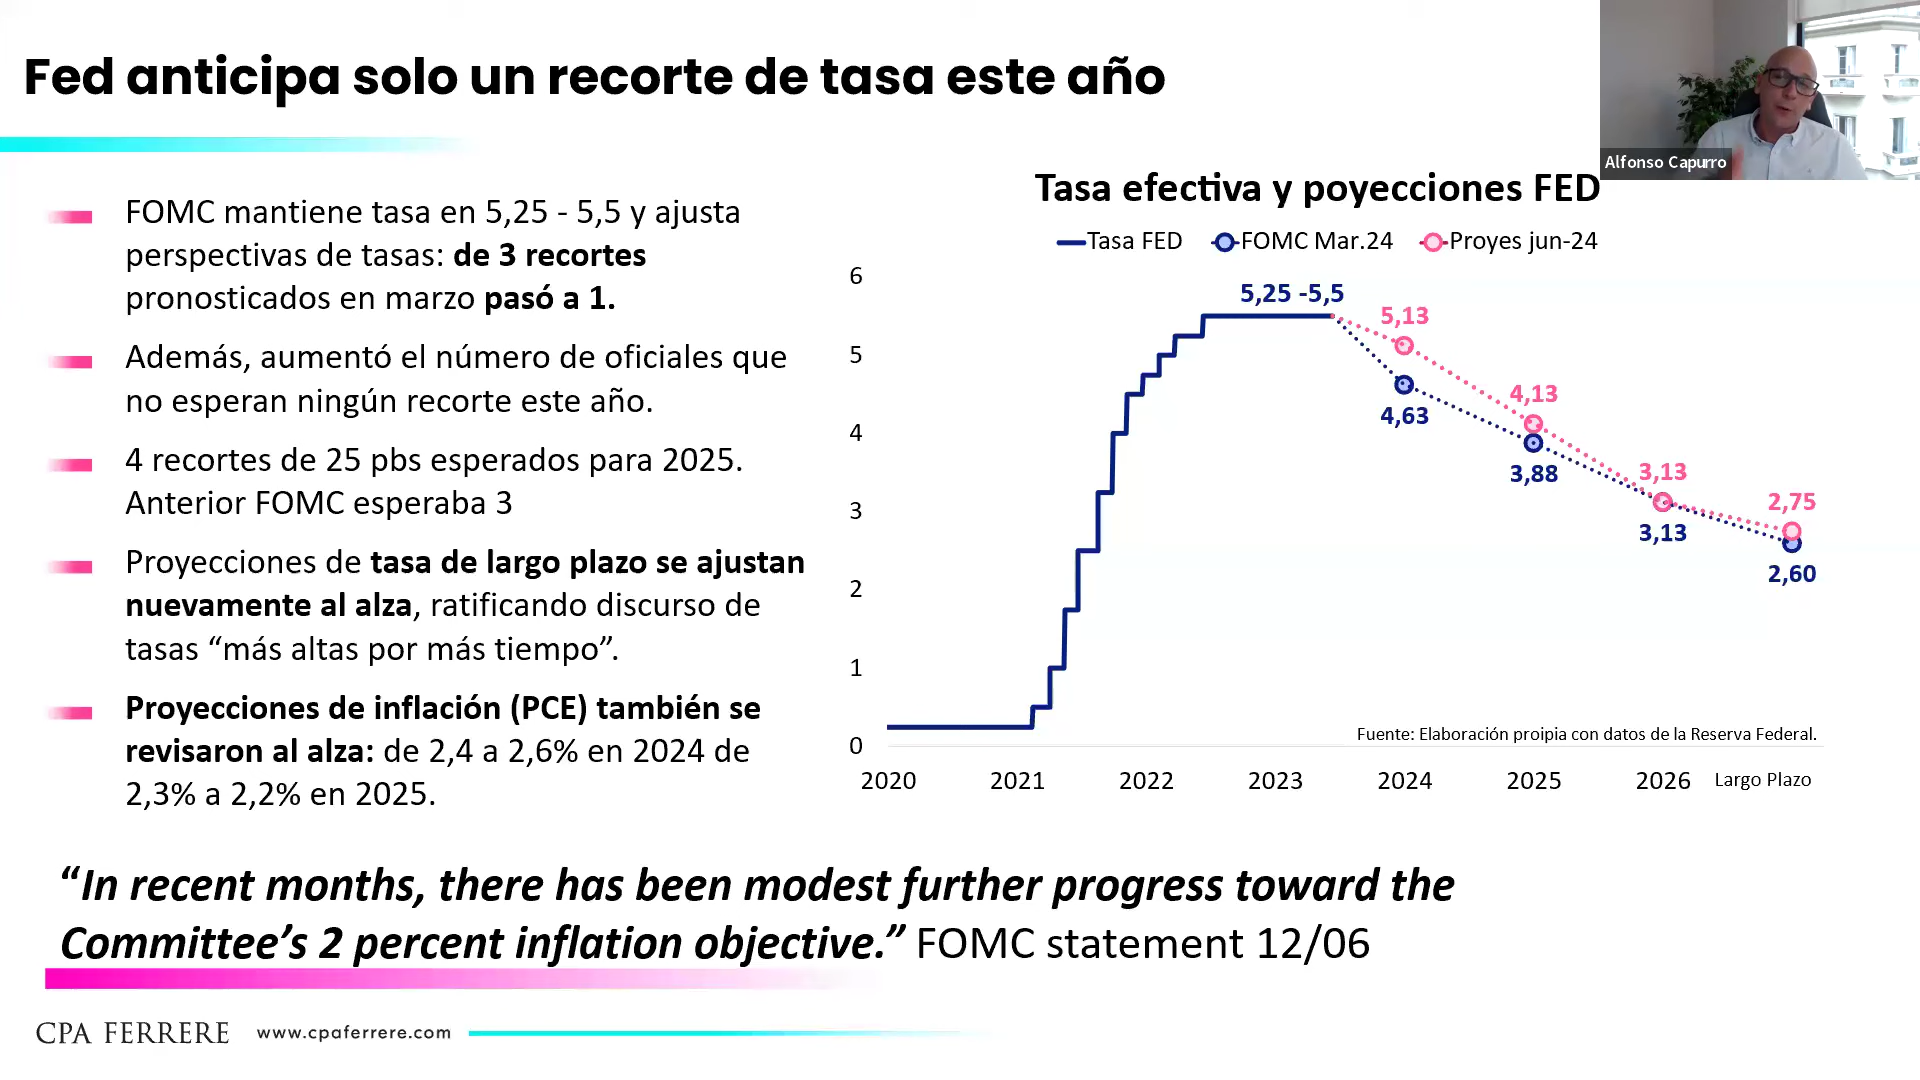 Fed anticipa solo un recorte de tasa este año
Alfonso Capurro
FOMC mantiene tasa en 5,25 - 5,5 y ajusta
perspectivas de tasas: de 3 recortes
pronosticados en marzo pasó a 1.
Además, aumentó el número de oficiales que
no esperan ningún recorte este año.
4 recortes de 25 pbs esperados para 2025.
Anterior FOMC esperaba 3
Proyecciones de tasa de largo plazo se ajustan
nuevamente al alza, ratificando discurso de
tasas “más altas por más tiempo”.
Proyecciones de inflación (PCE) también se
revisaron al alza: de 2,4 a 2,6% en 2024 de
2,3% a 2,2% en 2025.
Tasa efectiva y poyecciones FED
Tasa FED
FOMC Mar.24
Proyes jun-24
6
5
4
3
2
1
0
5,25 -5,5
5,13
4,63
4,13
3,88
3,13
3,13
2,75
2,60
Fuente: Elaboración proipia con datos de la Reserva Federal.
2020 2021 2022 2023 2024 2025 2026 Largo Plazo
“In recent months, there has been modest further progress toward the
Committee’s 2 percent inflation objective.” FOMC statement 12/06
CPA FERRERE www.cpaferrere.com